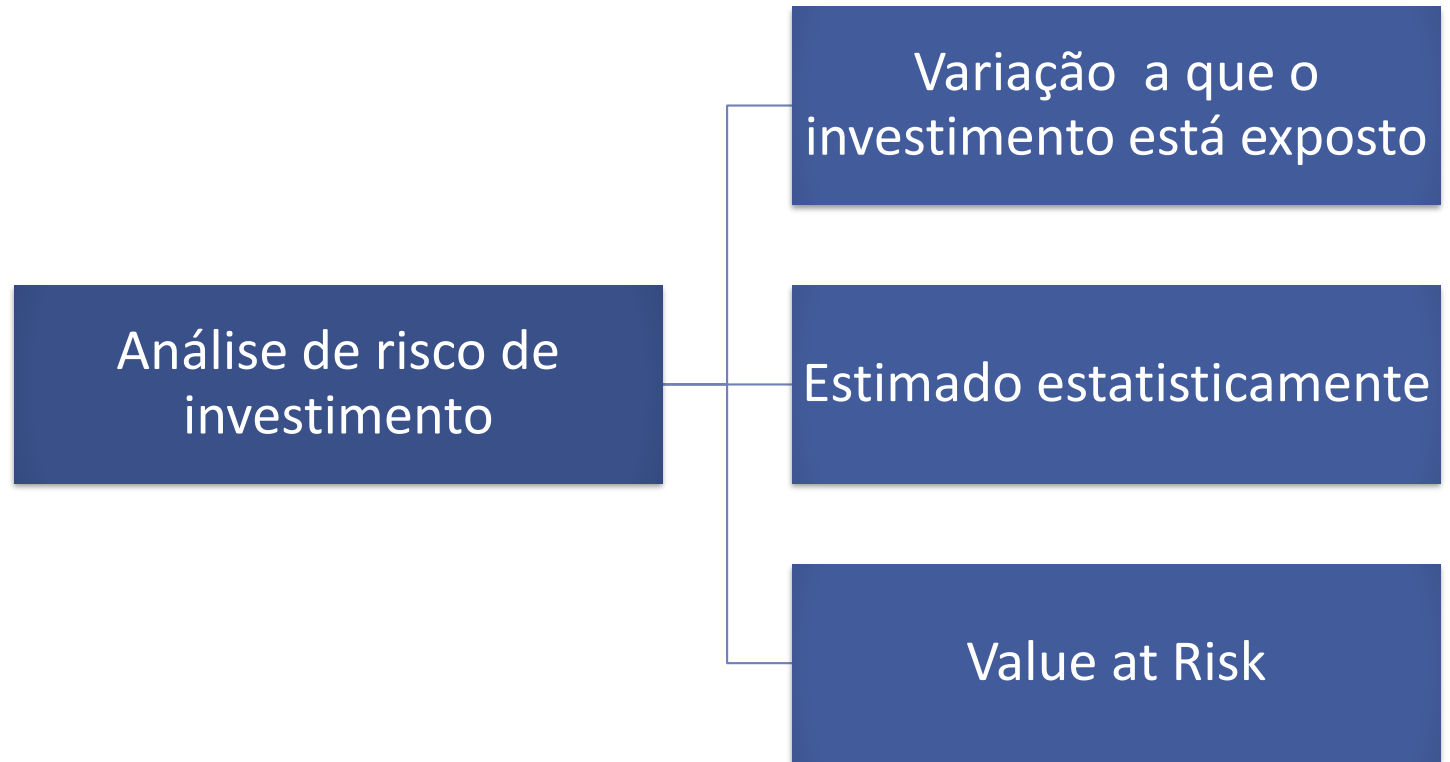 Variação  a que o
investimento está exposto
Análise de risco de
investimento
Estimado estatisticamente
Value at Risk